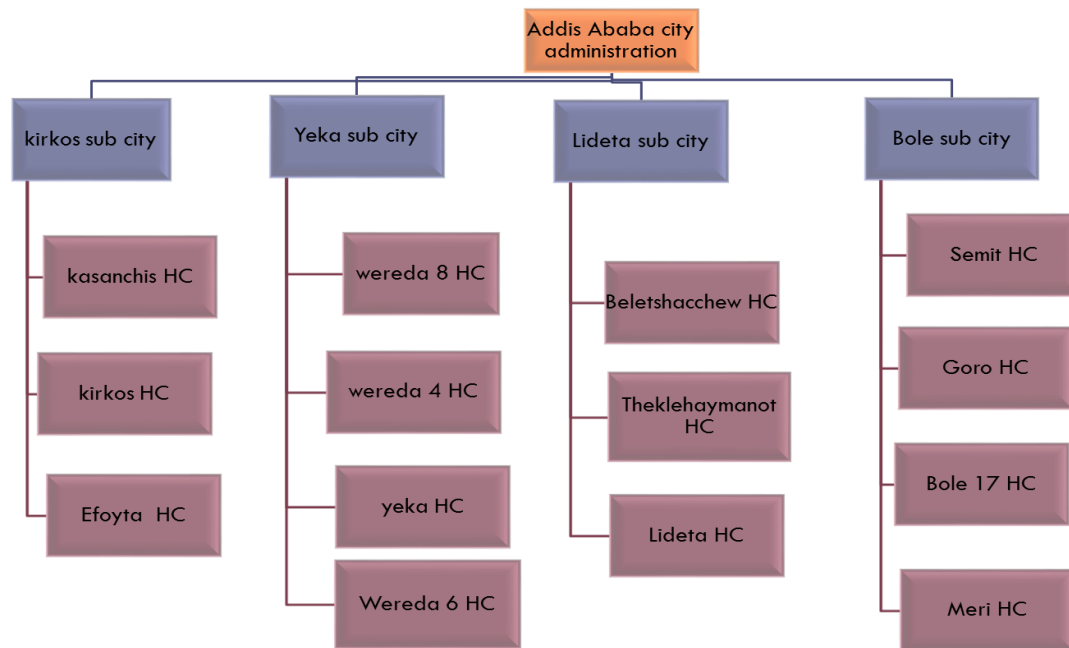 Addis Ababa city
administration
kirkos sub city
Yeka sub city
Lideta sub city
Bole sub city
kasanchis HC
kirkos HC
Efoyta HC
wereda 8 HC
wereda 4 HC
yeka HC
Wereda 6 HC
Beletshacchew HC
Theklehaymanot
HC
Lideta HC
Semit HC
Goro HC
Bole 17 HC
Meri HC